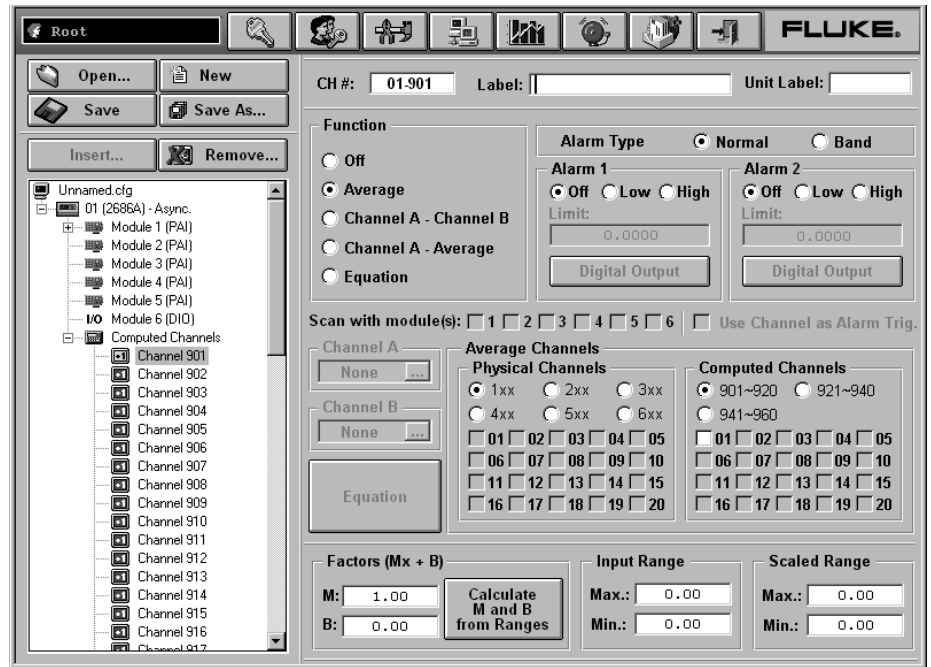 Root
FLUKE®
Open... New
Save Save As...
Insert... Remove...
Unnamed.cfg
01 (2686A) - Async.
Module 1 (PAI)
Module 2 (PAI)
Module 3 (PAI)
Module 4 (PAI)
Module 5 (PAI)
I/O Module 6 (DIO)
Computed Channels
Channel 901
Channel 902
Channel 903
Channel 904
Channel 905
Channel 906
Channel 907
Channel 908
Channel 909
Channel 910
Channel 911
Channel 912
Channel 913
Channel 914
Channel 915
Channel 916
Channel 917
CH #: 01-901 Label: Unit Label:
Function
Off
Average
Channel A - Channel B
Channel A - Average
Equation
Alarm Type Normal Band
Alarm 1
Off Low High
Limit:
0.0000
Digital Output
Alarm 2
Off Low High
Limit:
0.0000
Digital Output
Scan with module(s): 1 2 3 4 5 6 Use Channel as Alarm Trig.
Channel A
None ...
Channel B
None ...
Equation
Average Channels
Physical Channels
1xx 2xx 3xx
4xx 5xx 6xx
01 02 03 04 05
06 07 08 09 10
11 12 13 14 15
16 17 18 19 20
Computed Channels
901~920 921~940
941~960
01 02 03 04 05
06 07 08 09 10
11 12 13 14 15
16 17 18 19 20
Factors (Mx + B)
M: 1.00
B: 0.00
Calculate
M and B
from Ranges
Input Range
Max.: 0.00
Min.: 0.00
Scaled Range
Max.: 0.00
Min.: 0.00